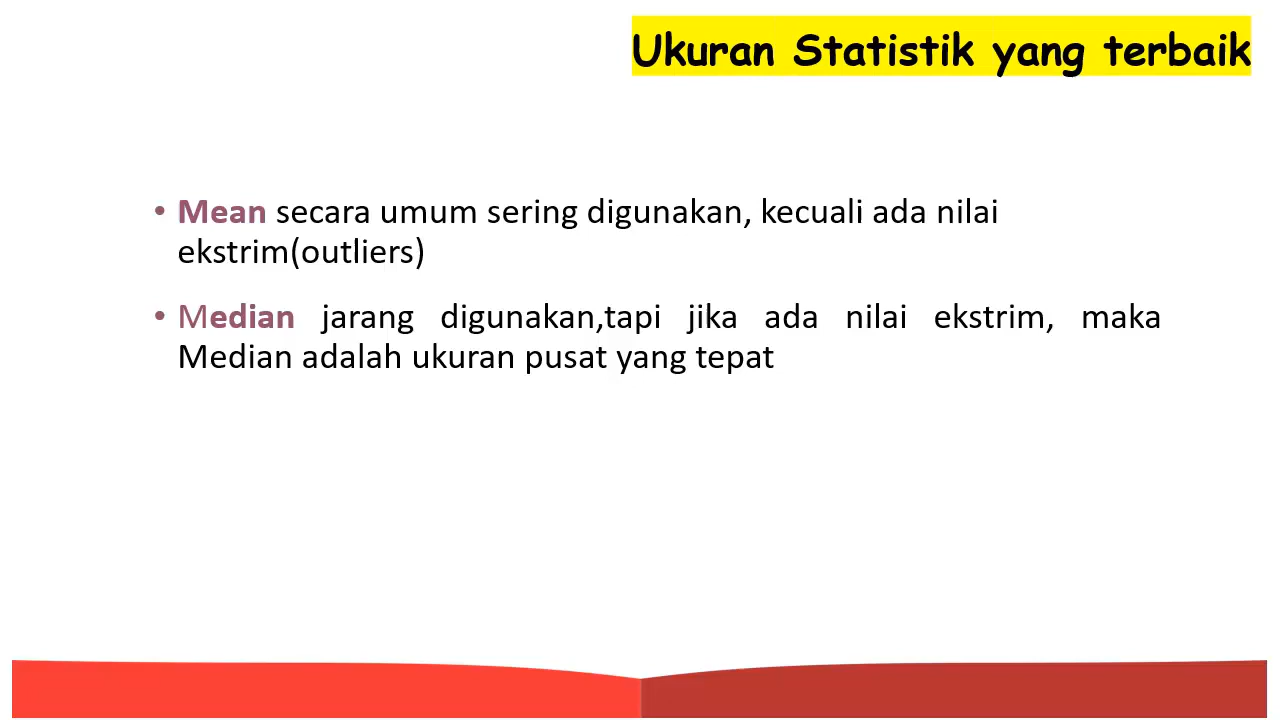 Ukuran Statistik yang terbaik
• Mean secara umum sering digunakan, kecuali ada nilai
ekstrim(outliers)
• Median jarang digunakan,tapi jika ada nilai ekstrim, maka
Median adalah ukuran pusat yang tepat